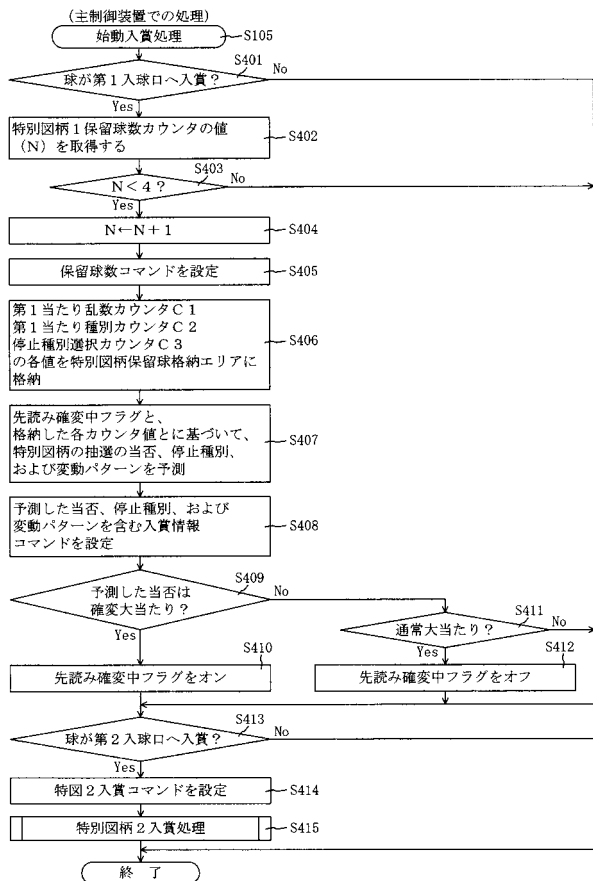 (主制御装置での処理)
始動入賞処理
S105
球が第1入球口へ入賞?
S401
No
Yes
特別図柄1保留球数カウンタの値
(N)を取得する
S402
N<4?
S403
No
Yes
N←N+1
S404
保留球数コマンドを設定
S405
第1当たり乱数カウンタC1
第1当たり種別カウンタC2
停止種別選択カウンタC3
の各値を特別図柄保留球格納エリアに
格納
S406
先読み確変中フラグと、
格納した各カウンタ値とに基づいて、
特別図柄の抽選の当否、停止種別、
および変動パターンを予測
S407
予測した当否、停止種別、および
変動パターンを含む入賞情報
コマンドを設定
S408
予測した当否は
確変大当たり?
S409
No
Yes
通常大当たり?
S411
No
Yes
先読み確変中フラグをオン
S410
先読み確変中フラグをオフ
S412
球が第2入球口へ入賞?
S413
No
Yes
特図2入賞コマンドを設定
S414
特別図柄2入賞処理
S415
終 了